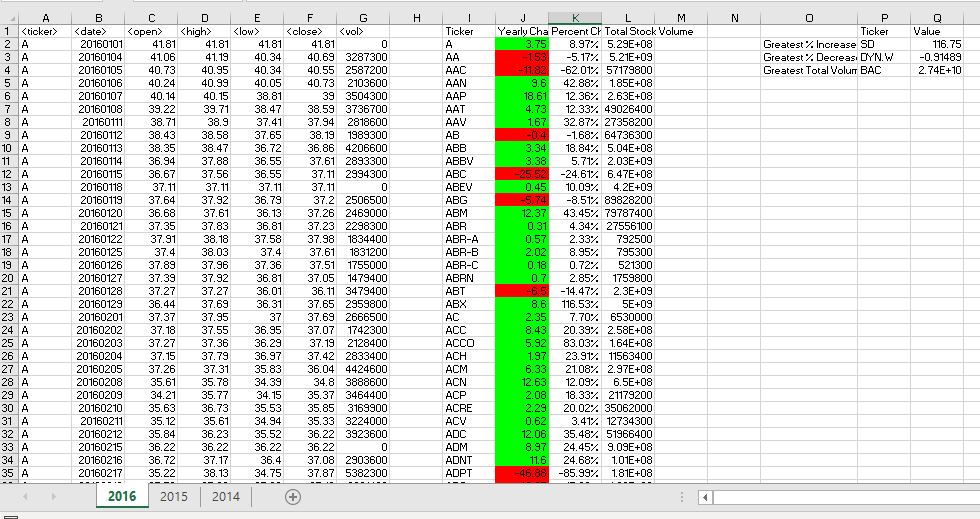 A B C D E F G H I J K L M N O P Q
1 <ticker> <date> <open> <high> <low> <close> <vol> Ticker Yearly Cha Percent Ch Total Stock Volume Ticker Value
2 A 20160101 41.81 41.81 41.81 41.81 0 A 3.75 8.97% 5.29E+08 Greatest % Increase SD 116.75
3 A 20160104 41.06 41.19 40.34 40.69 3287300 AA -1.53 -5.17% 5.21E+09 Greatest % Decreas DYN.W -0.91489
4 A 20160105 40.73 40.95 40.34 40.55 2587200 AAC -11.82 -62.01% 57179800 Greatest Total Volum BAC 2.74E+10
5 A 20160106 40.24 40.99 40.05 40.73 2103600 AAN 9.6 42.88% 1.85E+08
6 A 20160107 40.14 40.15 38.81 39 3504300 AAP 18.61 12.36% 2.63E+08
7 A 20160108 39.22 39.71 38.47 38.59 3736700 AAT 4.73 12.33% 49026400
8 A 20160111 38.71 38.9 37.41 37.94 2818600 AAV 1.67 32.87% 27358200
9 A 20160112 38.43 38.58 37.65 38.19 1989300 AB -0.4 -1.68% 64736300
10 A 20160113 38.35 38.47 36.72 36.86 4206600 ABB 3.34 18.84% 5.04E+08
11 A 20160114 36.94 37.88 36.55 37.61 2893300 ABBV 3.38 5.71% 2.03E+09
12 A 20160115 36.67 37.56 36.55 37.11 2994300 ABC -25.52 -24.61% 6.47E+08
13 A 20160118 37.11 37.11 37.11 37.11 0 ABEV 0.45 10.09% 4.2E+09
14 A 20160119 37.64 37.92 36.79 37.2 2506500 ABG -5.74 -8.51% 89828200
15 A 20160120 36.68 37.61 36.13 37.26 2469000 ABM 12.37 43.45% 79787400
16 A 20160121 37.35 37.83 36.81 37.23 2298300 ABR 0.31 4.34% 27556100
17 A 20160122 37.91 38.18 37.58 37.98 1834400 ABR-A 0.57 2.33% 792500
18 A 20160125 37.4 38.03 37.4 37.61 1831200 ABR-B 2.02 8.95% 795300
19 A 20160126 37.89 37.96 37.36 37.51 1755000 ABR-C 0.18 0.72% 521300
20 A 20160127 37.39 37.92 36.81 37.05 1479400 ABRN 0.7 2.85% 1759800
21 A 20160128 37.27 37.27 36.01 36.11 3479400 ABT -6.5 -14.47% 2.3E+09
22 A 20160129 36.44 37.69 36.31 37.65 2959800 ABX 8.6 116.53% 5E+09
23 A 20160201 37.37 37.95 37 37.69 2666500 AC 2.35 7.70% 6530000
24 A 20160202 37.18 37.55 36.95 37.07 1742300 ACC 8.43 20.39% 2.58E+08
25 A 20160203 37.27 37.36 36.29 37.19 2128400 ACCO 5.92 83.03% 1.64E+08
26 A 20160204 37.15 37.79 36.97 37.42 2833400 ACH 1.97 23.91% 11563400
27 A 20160205 37.26 37.31 35.83 36.04 4424600 ACM 6.33 21.08% 2.97E+08
28 A 20160208 35.61 35.78 34.39 34.8 3888600 ACN 12.63 12.09% 6.5E+08
29 A 20160209 34.21 35.77 34.15 35.37 3464400 ACP 2.08 18.33% 21179200
30 A 20160210 35.63 36.73 35.53 35.85 3169900 ACRE 2.29 20.02% 35062000
31 A 20160211 35.12 35.61 34.94 35.33 3224000 ACV 0.62 3.41% 12734300
32 A 20160212 35.84 36.23 35.52 36.22 3923600 ADC 12.06 35.48% 51966400
33 A 20160215 36.22 36.22 36.22 36.22 0 ADM 8.97 24.45% 9.09E+08
34 A 20160216 36.72 37.17 36.4 37.08 2903600 ADNT 11.6 24.68% 1.01E+08
35 A 20160217 35.22 38.13 34.75 37.87 5382300 ADPT -46.88 -85.99% 1.81E+08
2016 2015 2014